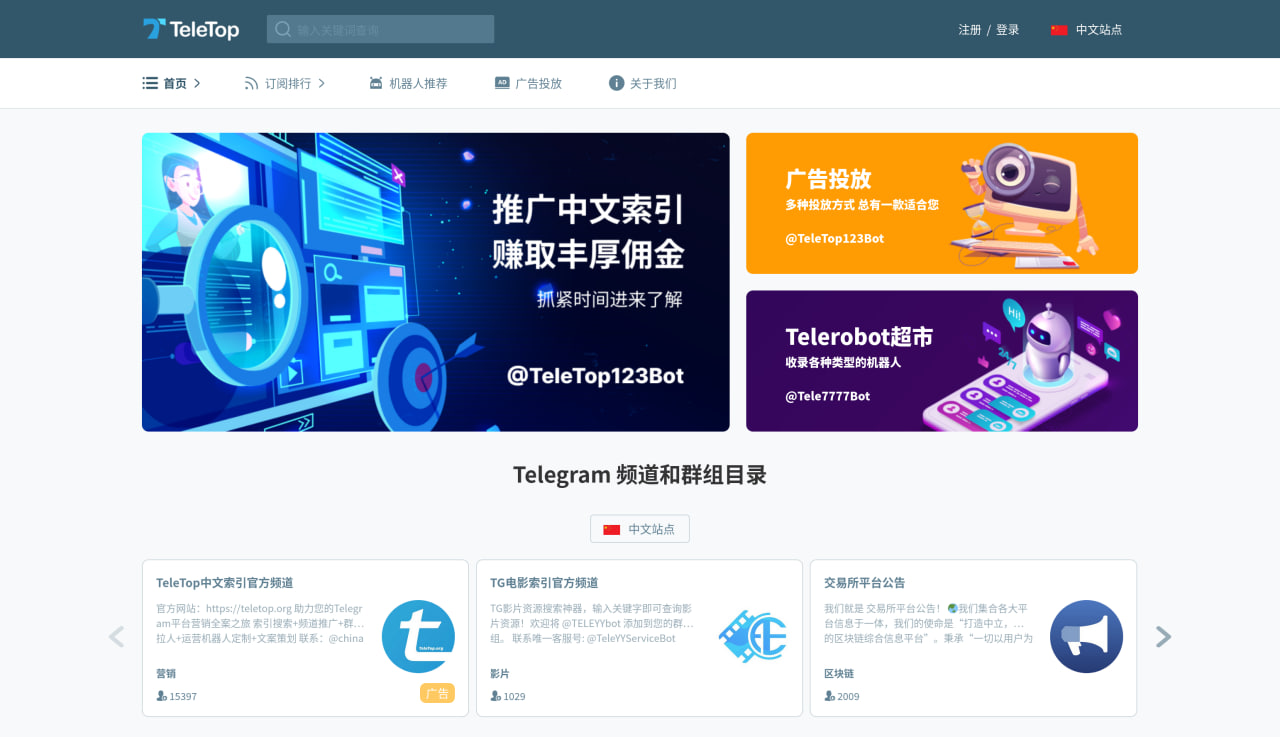 TeleTop
输入关键词查询
注册 / 登录
中文站点
首页
订阅排行
机器人推荐
AD
广告投放
关于我们
推广中文索引
赚取丰厚佣金
抓紧时间进来了解
@TeleTop123Bot
广告投放
多种投放方式 总有一款适合您
@TeleTop123Bot
Telerobot超市
收录各种类型的机器人
@Tele7777Bot
Hi!
24
Telegram 频道和群组目录
中文站点
TeleTop中文索引官方频道
官方网站：https://teletop.org 助力您的Telegr
am平台营销全案之旅 索引搜索+频道推广+群…
拉人+运营机器人定制+文案策划 联系：@china
TeleTop.org
营销
15397
广告
TG电影索引官方频道
TG影片资源搜索神器，输入关键字即可查询影
片资源！欢迎将 @TELEYYbot 添加到您的群…
组。 联系唯一客服号: @TeleYYServiceBot
影片
1029
交易所平台公告
我们就是 交易所平台公告！ 🌏我们集合各大平
台信息于一体，我们的使命是“打造中立，…
的区块链综合信息平台”。秉承“一切以用户为
区块链
2009